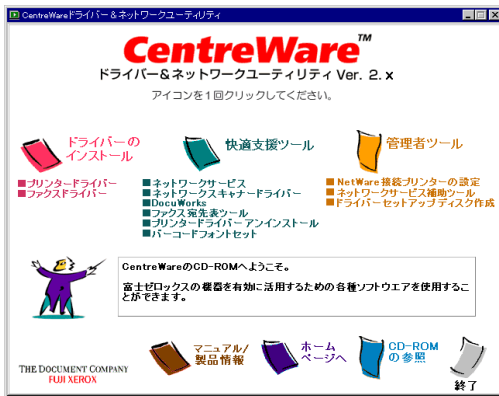 CentreWareドライバー＆ネットワークユーティリティ
CentreWare™
ドライバー＆ネットワークユーティリティ Ver. 2.x
アイコンを1回クリックしてください。
ドライバーの
インストール
■プリンタードライバー
■ファクスドライバー
快適支援ツール
■ネットワークサービス
■ネットワークスキャナードライバー
■DocuWorks
■ファクス宛先表ツール
■プリンタードライバーアンインストール
■バーコードフォントセット
管理者ツール
■NetWare接続プリンターの設定
■ネットワークサービス補助ツール
■ドライバーセットアップディスク作成
CentreWareのCD-ROMへようこそ。
富士ゼロックスの機器を有効に活用するための各種ソフトウエアを使用するこ
とができます。
マニュアル/
製品情報
ホーム
ページへ
CD-ROM
の参照
終了
THE DOCUMENT COMPANY
FUJI XEROX